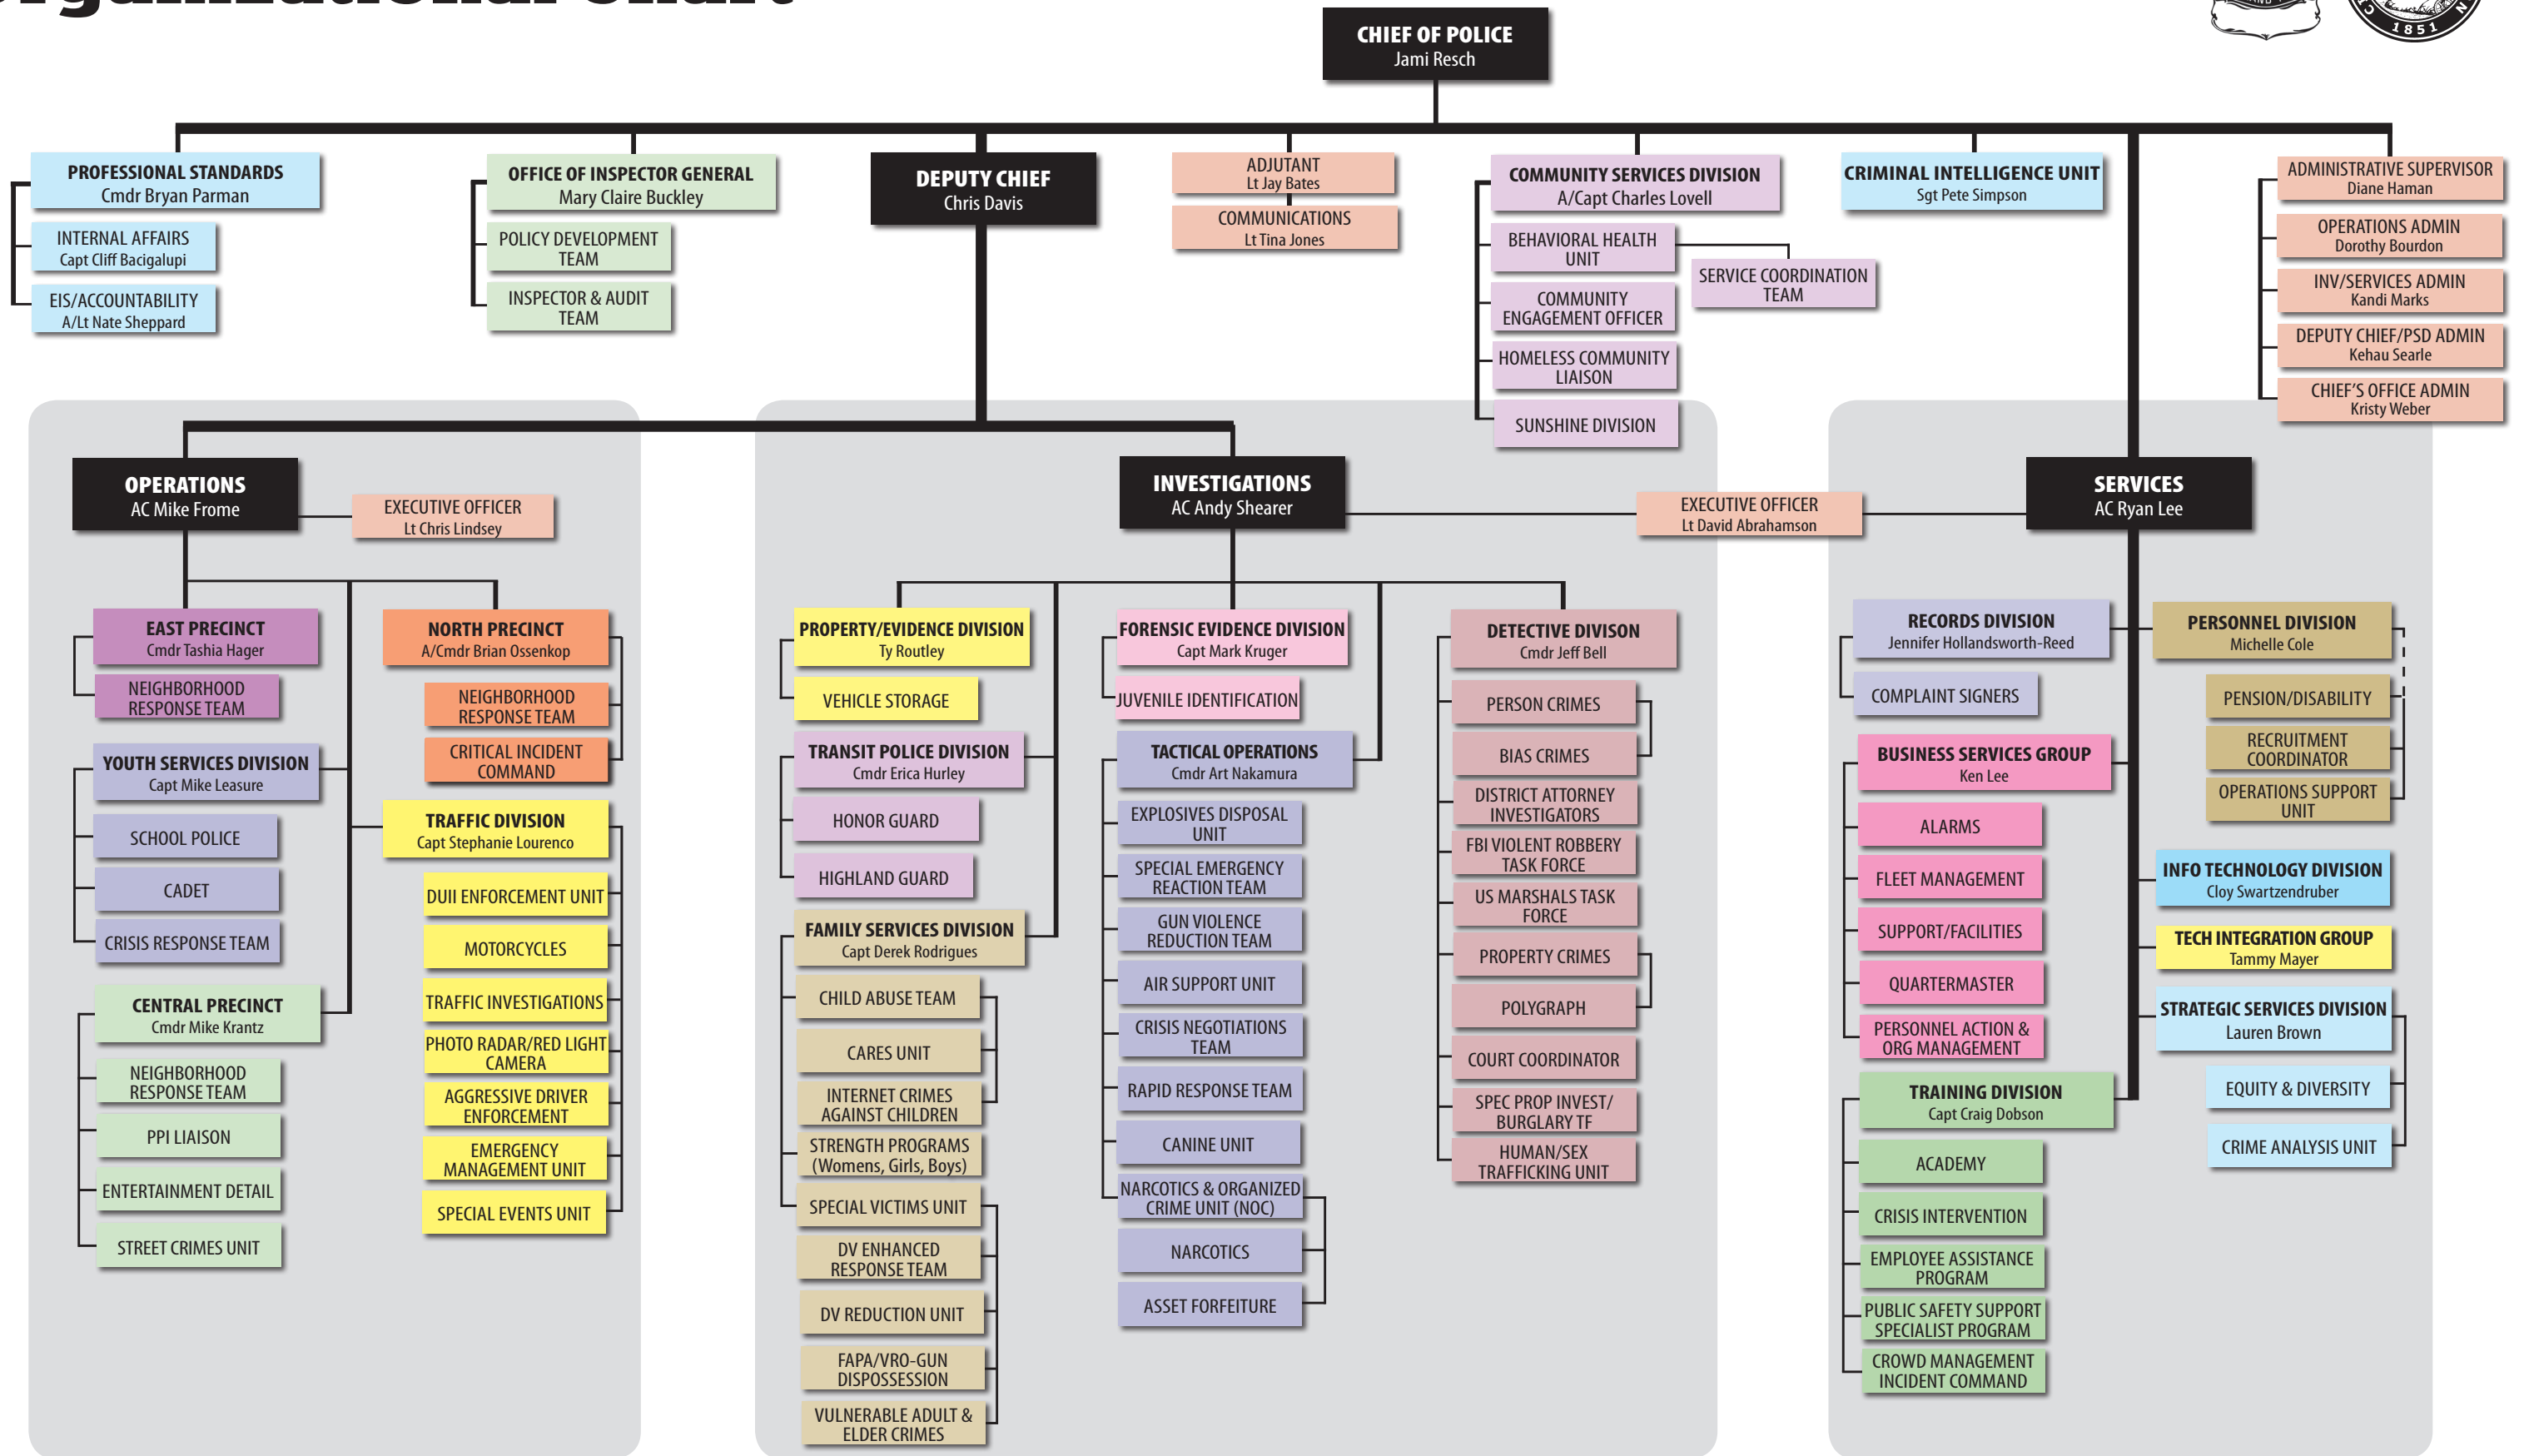 Organizational Chart
1851
CHIEF OF POLICE
Jami Resch
PROFESSIONAL STANDARDS
Cmdr Bryan Parman
INTERNAL AFFAIRS
Capt Cliff Bacigalupi
EIS/ACCOUNTABILITY
A/Lt Nate Sheppard
OFFICE OF INSPECTOR GENERAL
Mary Claire Buckley
POLICY DEVELOPMENT
TEAM
INSPECTOR & AUDIT
TEAM
DEPUTY CHIEF
Chris Davis
ADJUTANT
Lt Jay Bates
COMMUNICATIONS
Lt Tina Jones
COMMUNITY SERVICES DIVISION
A/Capt Charles Lovell
BEHAVIORAL HEALTH
UNIT
SERVICE COORDINATION
TEAM
COMMUNITY
ENGAGEMENT OFFICER
HOMELESS COMMUNITY
LIAISON
SUNSHINE DIVISION
CRIMINAL INTELLIGENCE UNIT
Sgt Pete Simpson
ADMINISTRATIVE SUPERVISOR
Diane Haman
OPERATIONS ADMIN
Dorothy Bourdon
INV/SERVICES ADMIN
Kandi Marks
DEPUTY CHIEF/PSD ADMIN
Kehau Searle
CHIEF'S OFFICE ADMIN
Kristy Weber
OPERATIONS
AC Mike Frome
EXECUTIVE OFFICER
Lt Chris Lindsey
EAST PRECINCT
Cmdr Tashia Hager
NEIGHBORHOOD
RESPONSE TEAM
YOUTH SERVICES DIVISION
Capt Mike Leasure
SCHOOL POLICE
CADET
CRISIS RESPONSE TEAM
CENTRAL PRECINCT
Cmdr Mike Krantz
NEIGHBORHOOD
RESPONSE TEAM
PPI LIAISON
ENTERTAINMENT DETAIL
STREET CRIMES UNIT
NORTH PRECINCT
A/Cmdr Brian Ossenkop
NEIGHBORHOOD
RESPONSE TEAM
CRITICAL INCIDENT
COMMAND
TRAFFIC DIVISION
Capt Stephanie Lourenco
DUII ENFORCEMENT UNIT
MOTORCYCLES
TRAFFIC INVESTIGATIONS
PHOTO RADAR/RED LIGHT
CAMERA
AGGRESSIVE DRIVER
ENFORCEMENT
EMERGENCY
MANAGEMENT UNIT
SPECIAL EVENTS UNIT
INVESTIGATIONS
AC Andy Shearer
EXECUTIVE OFFICER
Lt David Abrahamson
PROPERTY/EVIDENCE DIVISION
Ty Routley
VEHICLE STORAGE
TRANSIT POLICE DIVISION
Cmdr Erica Hurley
HONOR GUARD
HIGHLAND GUARD
FAMILY SERVICES DIVISION
Capt Derek Rodrigues
CHILD ABUSE TEAM
CARES UNIT
INTERNET CRIMES
AGAINST CHILDREN
STRENGTH PROGRAMS
(Womens, Girls, Boys)
SPECIAL VICTIMS UNIT
DV ENHANCED
RESPONSE TEAM
DV REDUCTION UNIT
FAPA/VRO-GUN
DISPOSSESSION
VULNERABLE ADULT &
ELDER CRIMES
FORENSIC EVIDENCE DIVISION
Capt Mark Kruger
JUVENILE IDENTIFICATION
TACTICAL OPERATIONS
Cmdr Art Nakamura
EXPLOSIVES DISPOSAL
UNIT
SPECIAL EMERGENCY
REACTION TEAM
GUN VIOLENCE
REDUCTION TEAM
AIR SUPPORT UNIT
CRISIS NEGOTIATIONS
TEAM
RAPID RESPONSE TEAM
CANINE UNIT
NARCOTICS & ORGANIZED
CRIME UNIT (NOC)
NARCOTICS
ASSET FORFEITURE
DETECTIVE DIVISON
Cmdr Jeff Bell
PERSON CRIMES
BIAS CRIMES
DISTRICT ATTORNEY
INVESTIGATORS
FBI VIOLENT ROBBERY
TASK FORCE
US MARSHALS TASK
FORCE
PROPERTY CRIMES
POLYGRAPH
COURT COORDINATOR
SPEC PROP INVEST/
BURGLARY TF
HUMAN/SEX
TRAFFICKING UNIT
SERVICES
AC Ryan Lee
RECORDS DIVISION
Jennifer Hollandsworth-Reed
COMPLAINT SIGNERS
BUSINESS SERVICES GROUP
Ken Lee
ALARMS
FLEET MANAGEMENT
SUPPORT/FACILITIES
QUARTERMASTER
PERSONNEL ACTION &
ORG MANAGEMENT
TRAINING DIVISION
Capt Craig Dobson
ACADEMY
CRISIS INTERVENTION
EMPLOYEE ASSISTANCE
PROGRAM
PUBLIC SAFETY SUPPORT
SPECIALIST PROGRAM
CROWD MANAGEMENT
INCIDENT COMMAND
PERSONNEL DIVISION
Michelle Cole
PENSION/DISABILITY
RECRUITMENT
COORDINATOR
OPERATIONS SUPPORT
UNIT
INFO TECHNOLOGY DIVISION
Cloy Swartzendruber
TECH INTEGRATION GROUP
Tammy Mayer
STRATEGIC SERVICES DIVISION
Lauren Brown
EQUITY & DIVERSITY
CRIME ANALYSIS UNIT